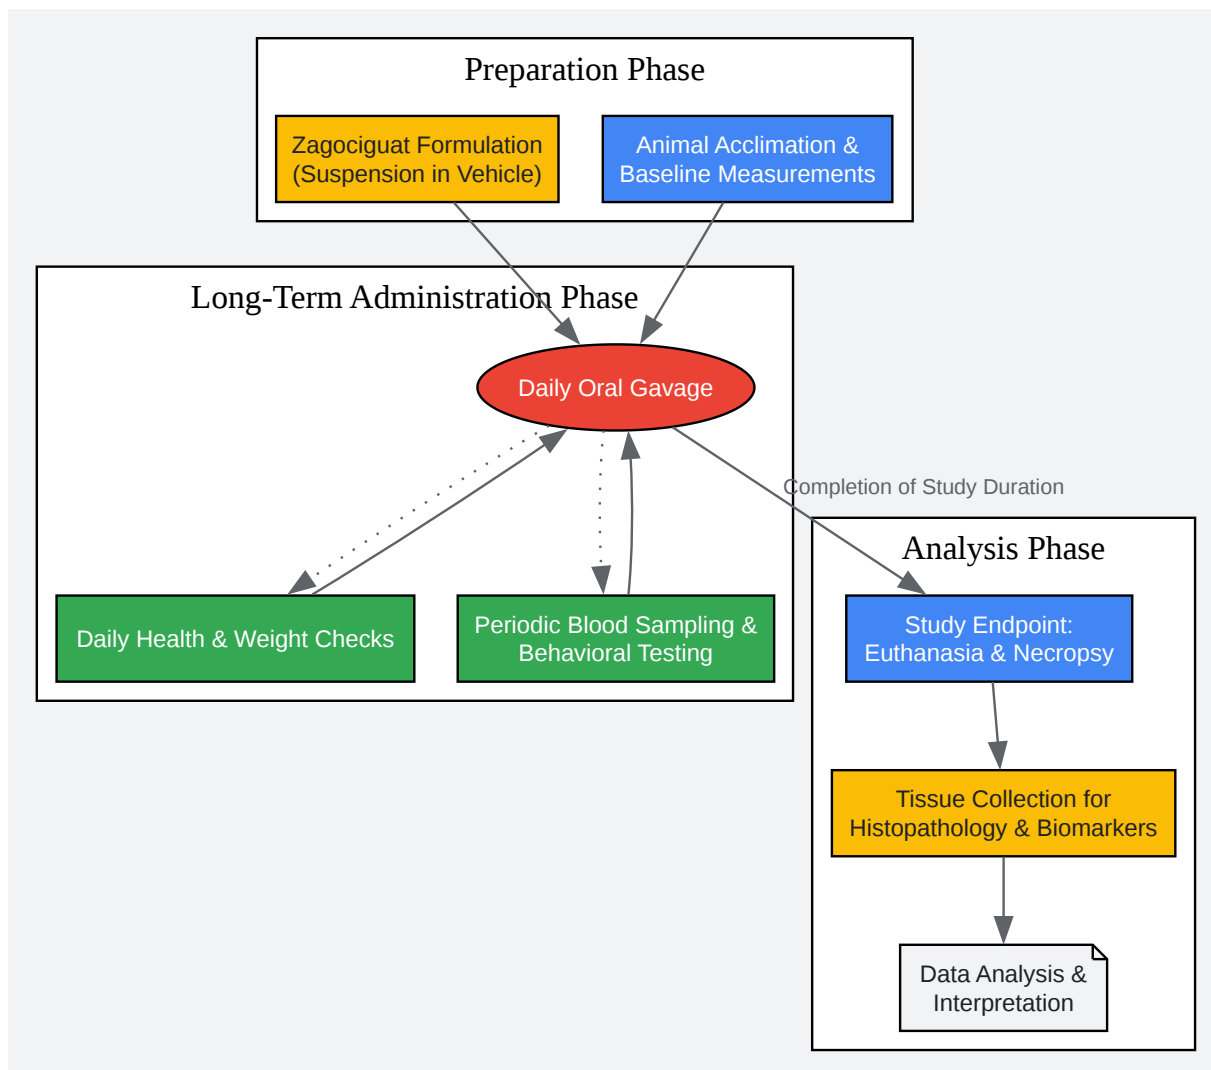 Preparation Phase
Zagociguat Formulation
(Suspension in Vehicle)
Animal Acclimation &
Baseline Measurements
Long-Term Administration Phase
Daily Oral Gavage
Completion of Study Duration
Daily Health & Weight Checks
Periodic Blood Sampling &
Behavioral Testing
Analysis Phase
Study Endpoint:
Euthanasia & Necropsy
Tissue Collection for
Histopathology & Biomarkers
Data Analysis &
Interpretation